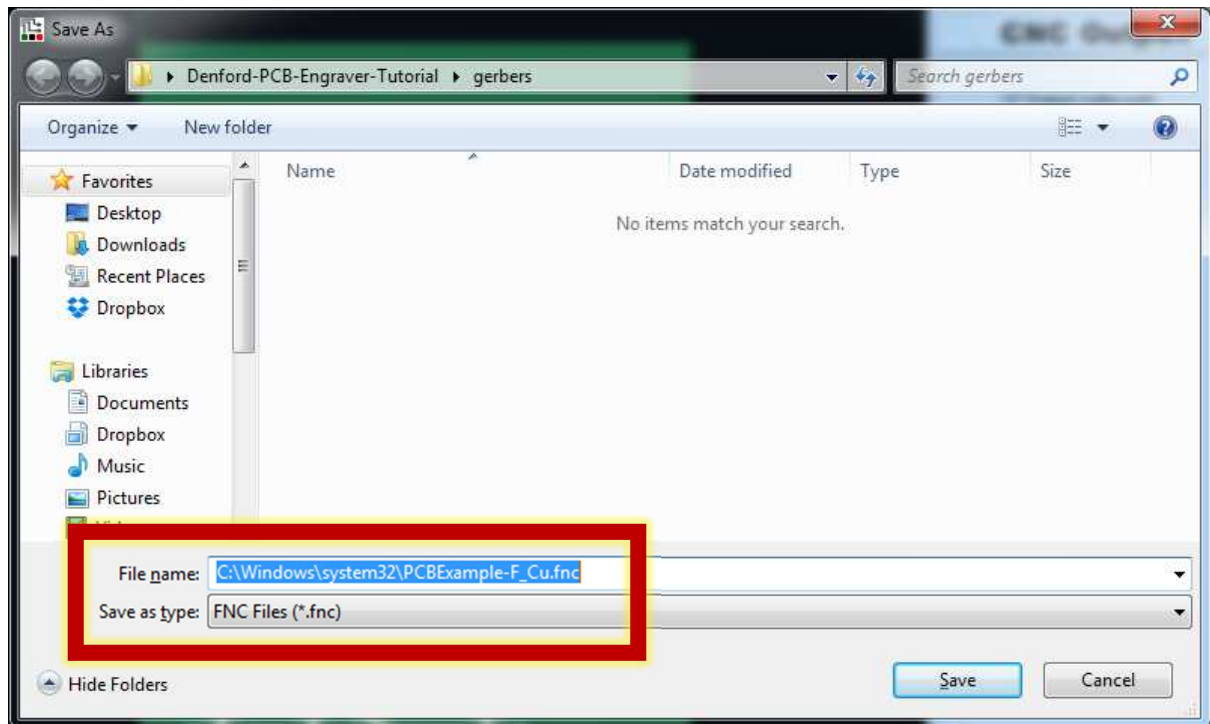 Save As
CNC Outpu
Denford-PCB-Engraver-Tutorial ▸ gerbers
Search gerbers
Organize
New folder
Name
Date modified
Type
Size
Favorites
No items match your search.
Desktop
Downloads
Recent Places
Dropbox
Libraries
Documents
Dropbox
Music
Pictures
File name: C:\Windows\system32\PCBExample-F_Cu.fnc
Save as type: FNC Files (*.fnc)
Hide Folders
Save
Cancel